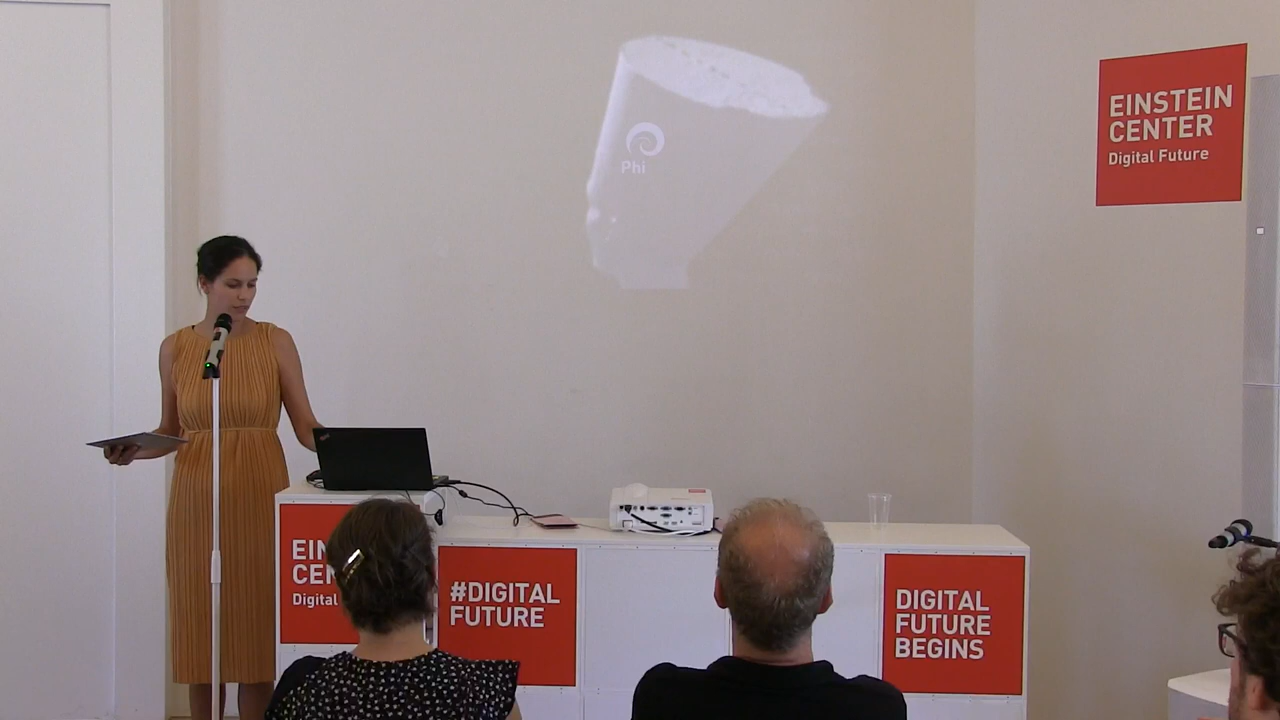 Phi
EINSTEIN
CENTER
Digital Future
EIN
CEN
Digital
#DIGITAL
FUTURE
DIGITAL
FUTURE
BEGINS